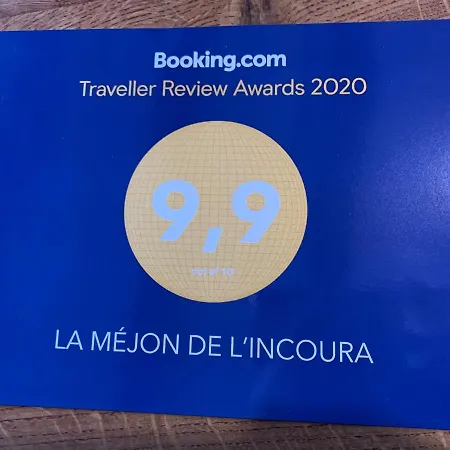 Booking.com
Traveller Review Awards 2020
9,9
LA MÉJON DE L'INCOURA